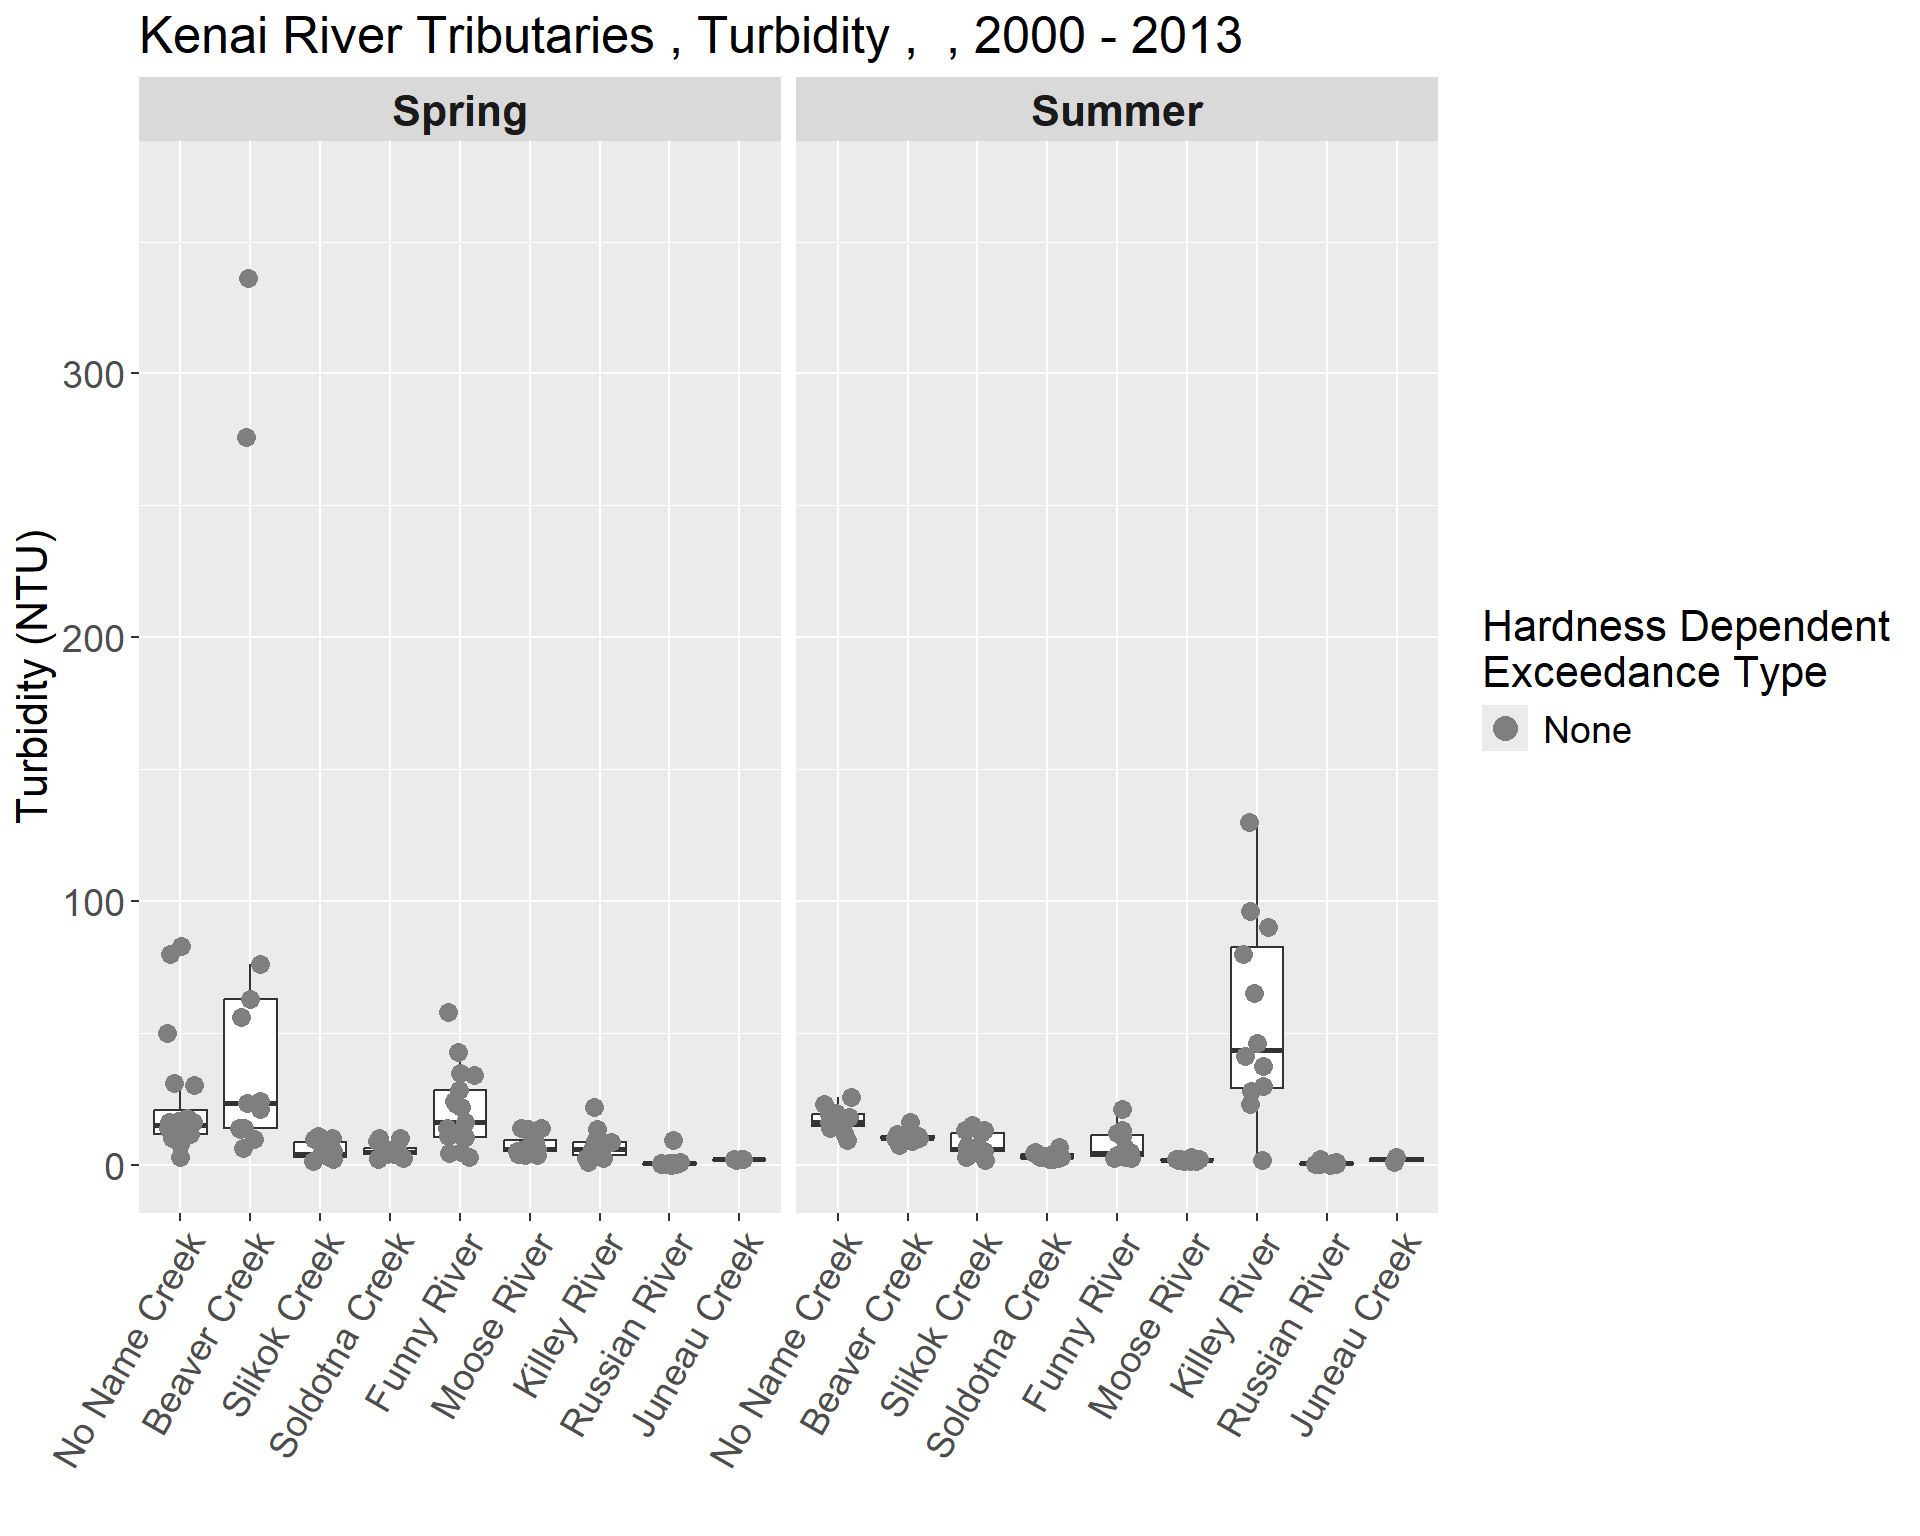 Kenai River Tributaries , Turbidity ,  , 2000 - 2013
Spring
Summer
Turbidity (NTU)
300
200
100
0
No Name Creek
Beaver Creek
Slikok Creek
Soldotna Creek
Funny River
Moose River
Killey River
Russian River
Juneau Creek
No Name Creek
Beaver Creek
Slikok Creek
Soldotna Creek
Funny River
Moose River
Killey River
Russian River
Juneau Creek
Hardness Dependent
Exceedance Type
None